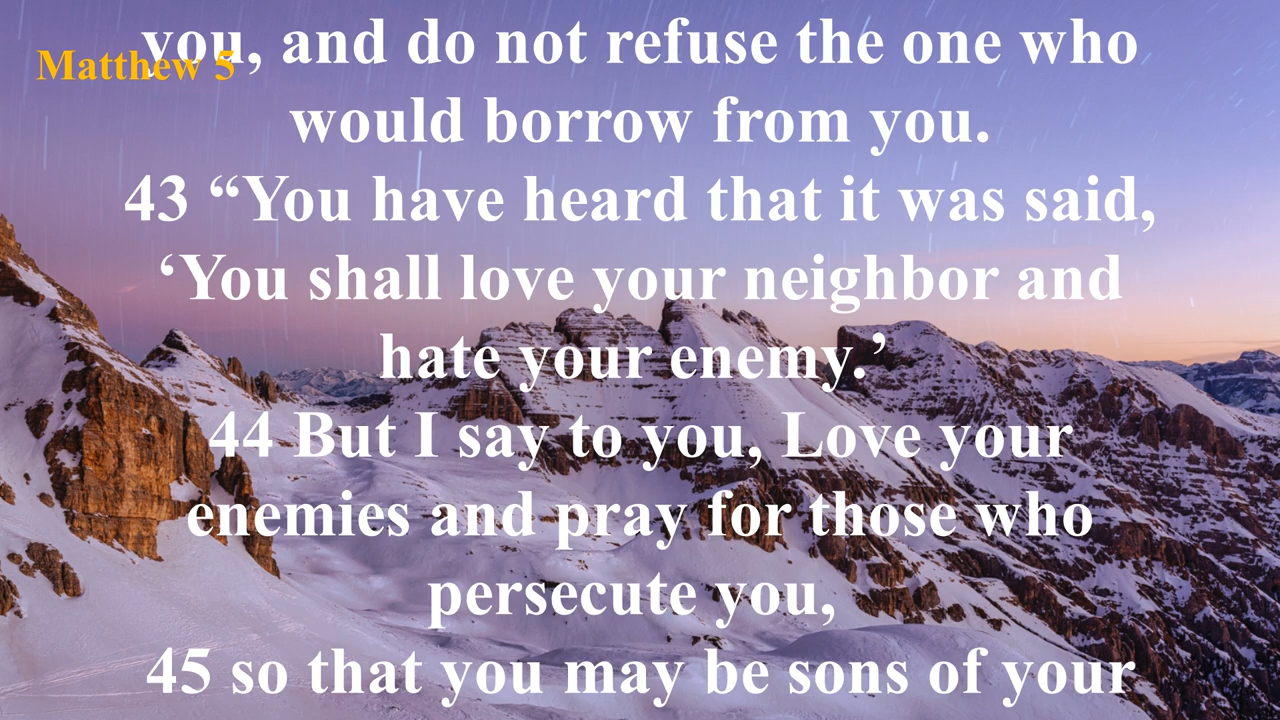 you, and do not refuse the one who
Matthew 5
would borrow from you.
43 “You have heard that it was said,
‘You shall love your neighbor and
hate your enemy.’
44 But I say to you, Love your
enemies and pray for those who
persecute you,
45 so that you may be sons of your